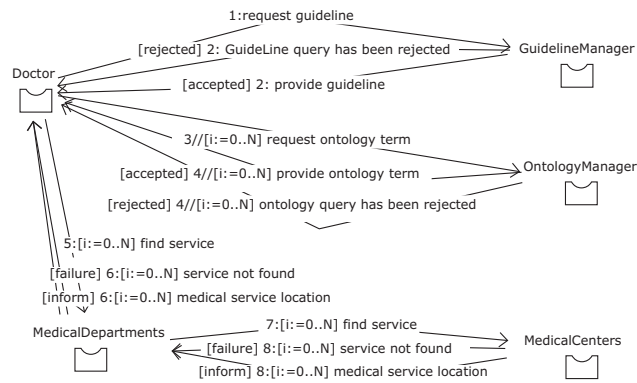 1:request guideline
[rejected] 2: GuideLine query has been rejected
GuidelineManager
Doctor
[accepted] 2: provide guideline
3//[i:=0..N] request ontology term
OntologyManager
[accepted] 4//[i:=0..N] provide ontology term
[rejected] 4//[i:=0..N] ontology query has been rejected
5:[i:=0..N] find service
[failure] 6:[i:=0..N] service not found
[inform] 6:[i:=0..N] medical service location
MedicalDepartments
7:[i:=0..N] find service
MedicalCenters
[failure] 8:[i:=0..N] service not found
[inform] 8:[i:=0..N] medical service location